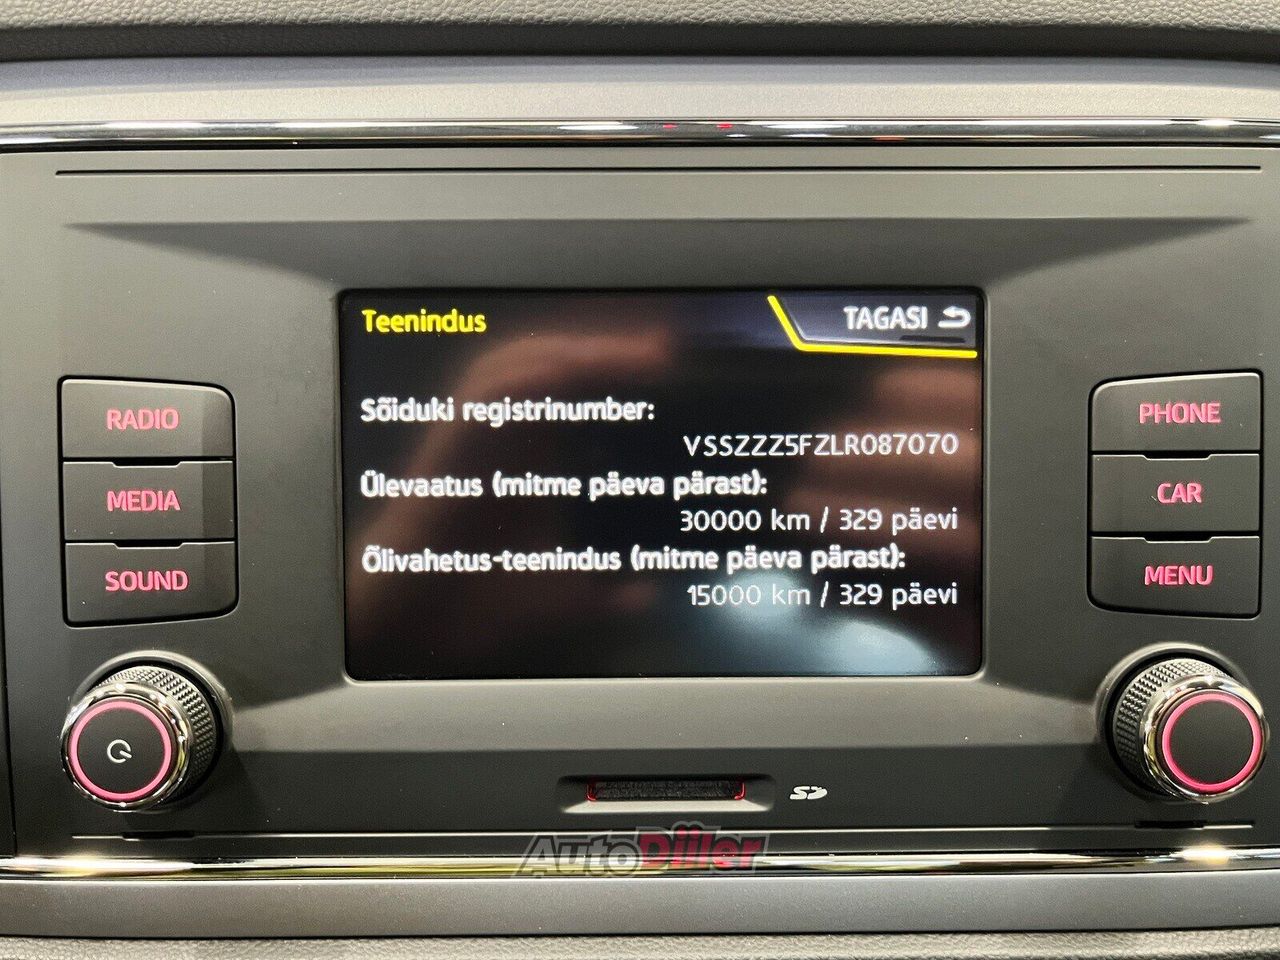 Teenindus
TAGASI
Sõiduki registrinumber:
VSSZZZ5FZLR087070
Ülevaatus (mitme päeva pärast):
30000 km / 329 päevi
Õlivahetus-teenindus (mitme päeva pärast):
15000 km / 329 päevi
RADIO
MEDIA
SOUND
PHONE
CAR
MENU
SD
AutoDiiler